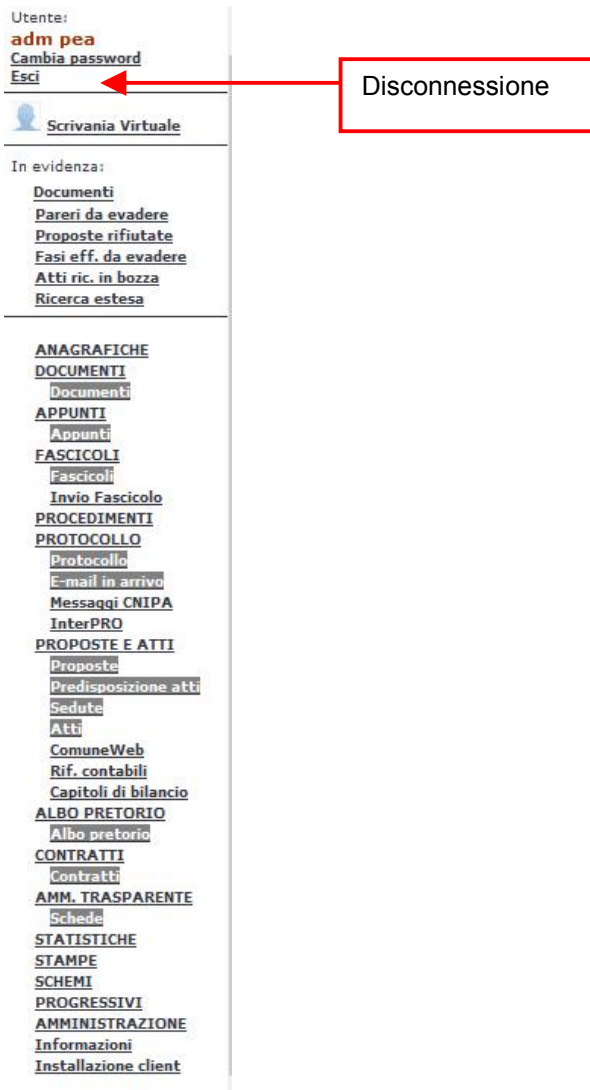 Utente:
adm pea
Cambia password
Esci
Disconnessione
Scrivania Virtuale
In evidenza:
Documenti
Pareri da evadere
Proposte rifiutate
Fasi eff. da evadere
Atti ric. in bozza
Ricerca estesa
ANAGRAFICHE
DOCUMENTI
Documenti
APPUNTI
Appunti
FASCICOLI
Fascicoli
Invio Fascicolo
PROCEDIMENTI
PROTOCOLLO
Protocollo
E-mail in arrivo
Messaggi CNIPA
InterPRO
PROPOSTE E ATTI
Proposte
Predisposizione atti
Sedute
Atti
ComuneWeb
Rif. contabili
Capitoli di bilancio
ALBO PRETORIO
Albo pretorio
CONTRATTI
Contratti
AMM. TRASPARENTE
Schede
STATISTICHE
STAMPE
SCHEMI
PROGRESSIVI
AMMINISTRAZIONE
Informazioni
Installazione client